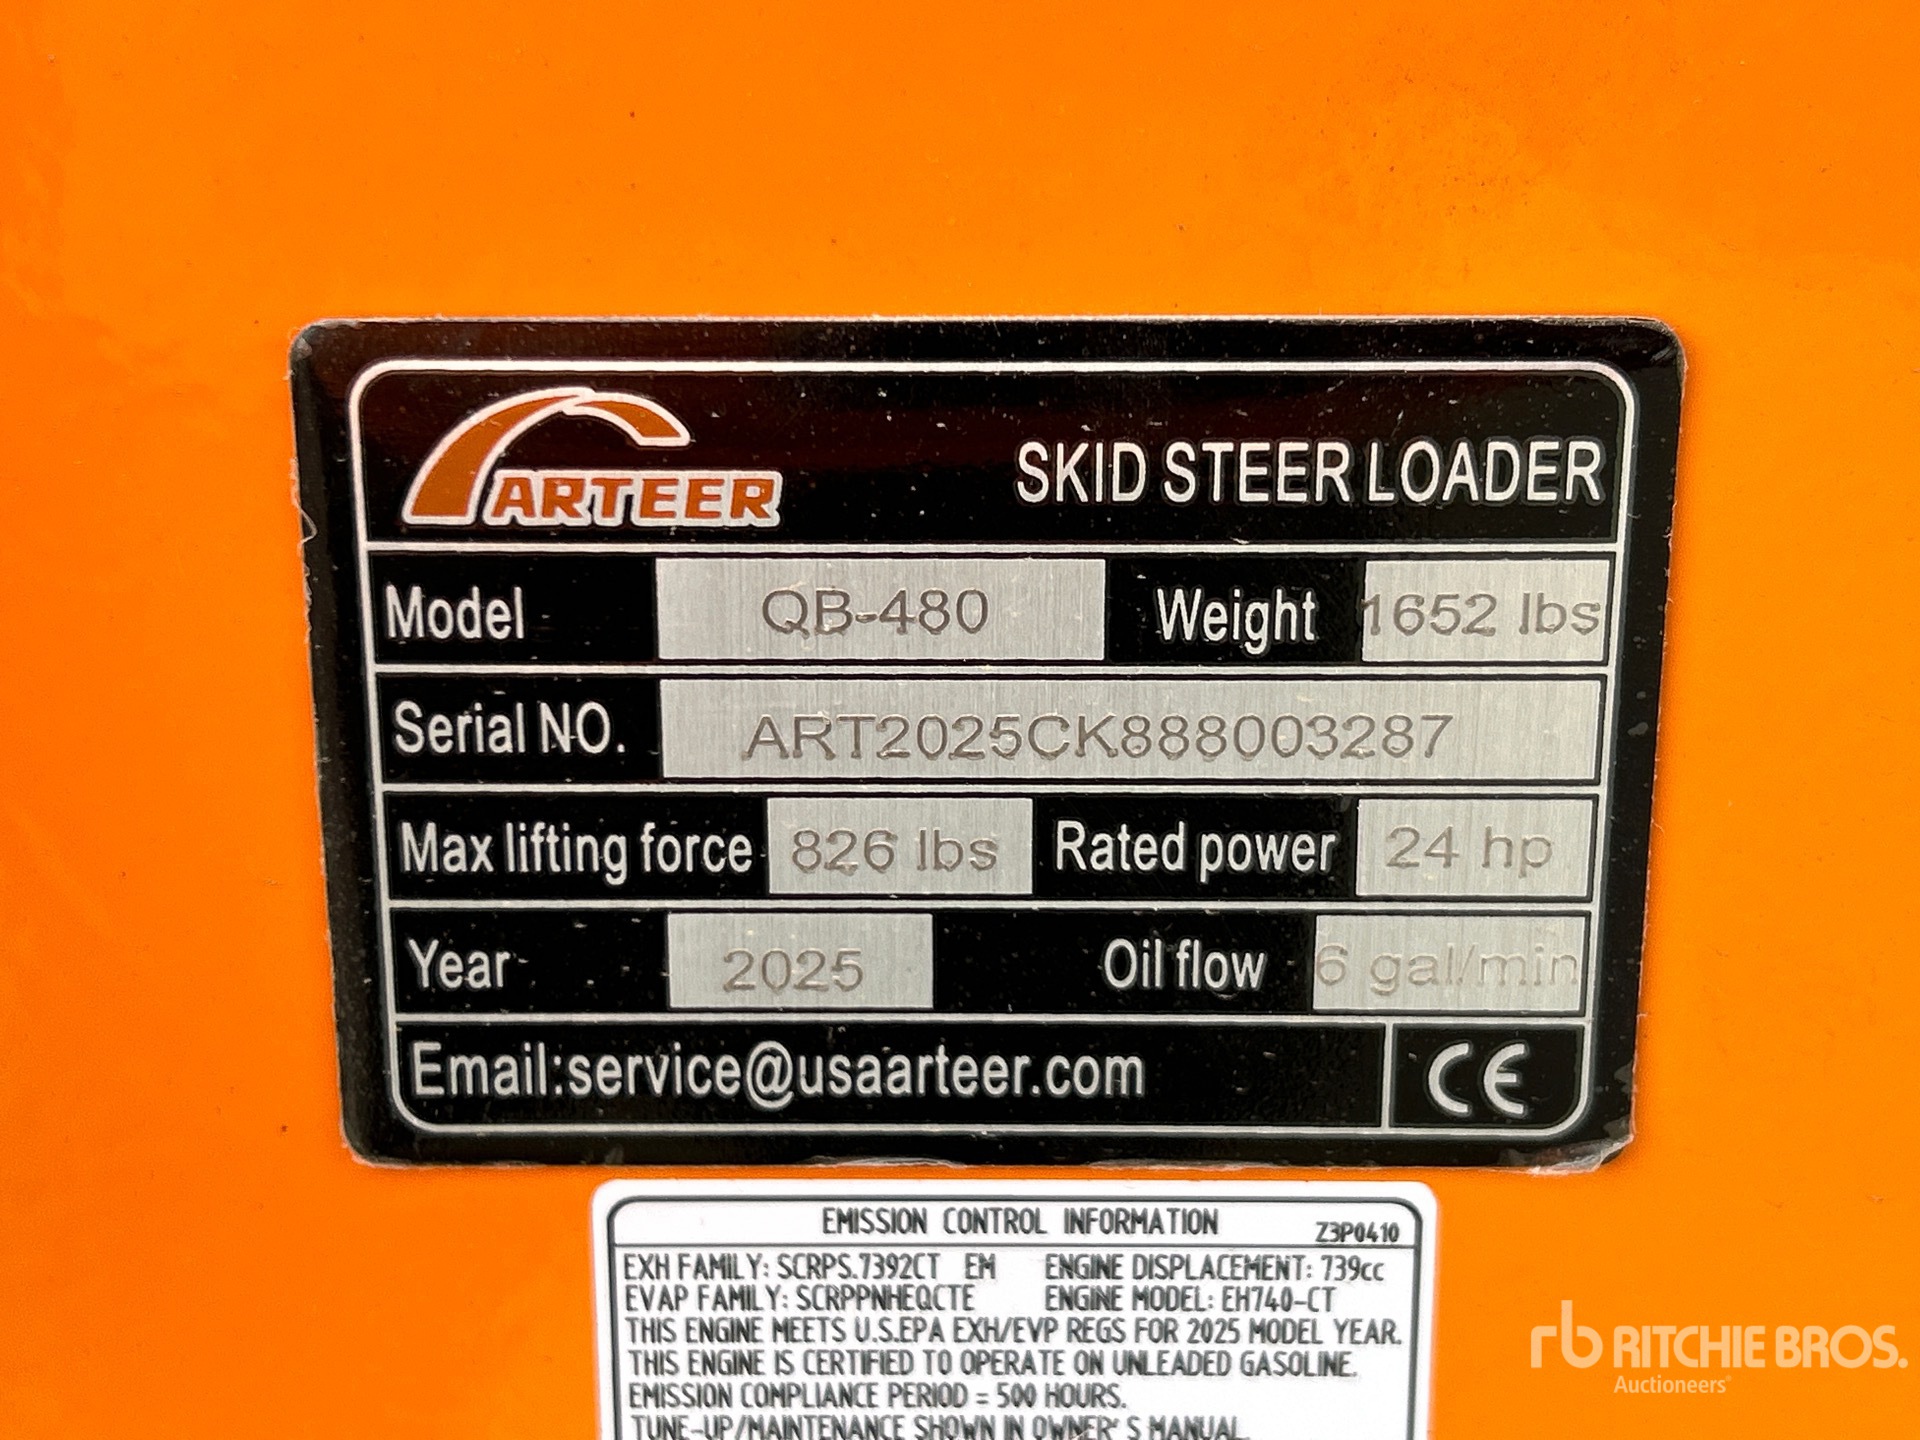 ARTEER
SKID STEER LOADER
Model QB-480 Weight 1652 lbs
Serial NO. ART2025CK888003287
Max lifting force 826 lbs Rated power 24 hp
Year 2025 Oil flow 6 gal/min
Email:service@usaarteer.com CE
EMISSION CONTROL INFORMATION Z3P0410
EXH FAMILY: SCRPS.7392CT EM ENGINE DISPLACEMENT: 739cc
EVAP FAMILY: SCRPPNHEQCTE ENGINE MODEL: EH740-CT
THIS ENGINE MEETS U.S.EPA EXH/EVP REGS FOR 2025 MODEL YEAR.
THIS ENGINE IS CERTIFIED TO OPERATE ON UNLEADED GASOLINE.
EMISSION COMPLIANCE PERIOD = 500 HOURS.
TUNE-UP/MAINTENANCE SHOWN IN OWNER'S MANUAL.
rb RITCHIE BROS.
Auctioneers